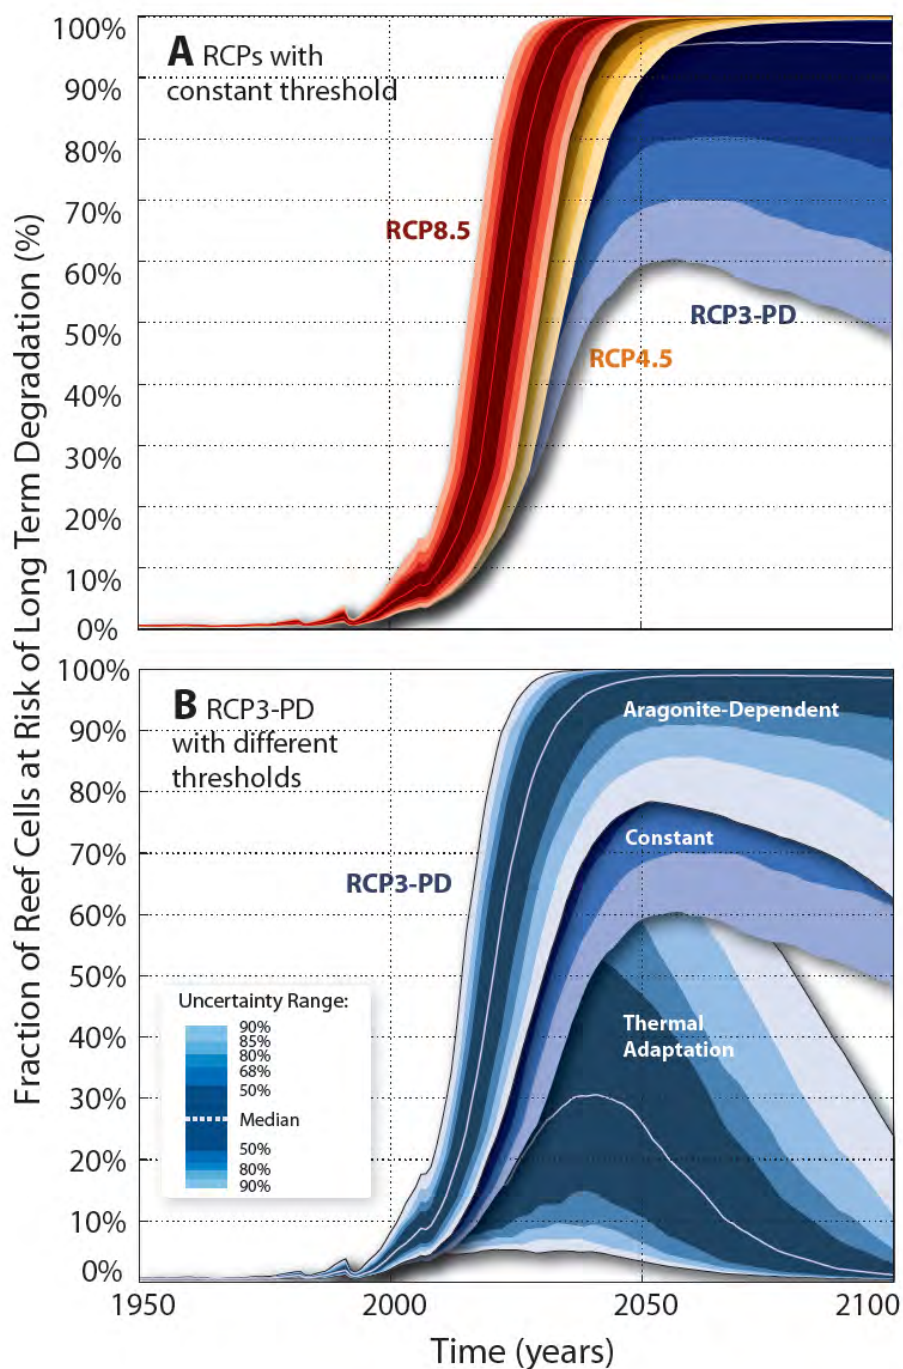 Fraction of Reef Cells at Risk of Long Term Degradation (%)
100%
90%
80%
70%
60%
50%
40%
30%
20%
10%
0%
A RCPs with
constant threshold
RCP8.5
RCP3-PD
RCP4.5
100%
90%
80%
70%
60%
50%
40%
30%
20%
10%
0%
B RCP3-PD
with different
thresholds
Aragonite-Dependent
Constant
RCP3-PD
Thermal
Adaptation
Uncertainty Range:
90%
85%
80%
68%
50%
Median
50%
80%
90%
1950 2000 2050 2100
Time (years)